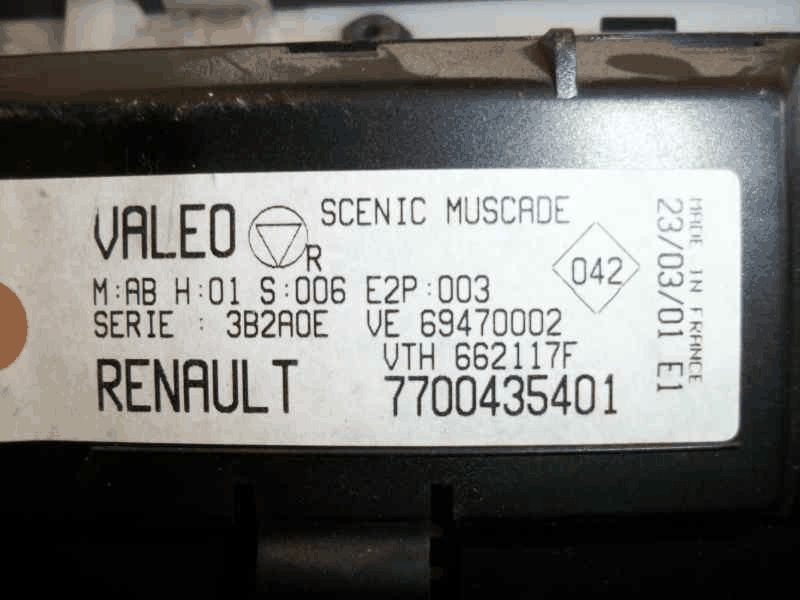 VALEO R SCENIC MUSCADE
042
M:AB H:01 S:006 E2P:003
SERIE : 3B2A0E VE 69470002
VTH 662117F
RENAULT 7700435401
MADE IN FRANCE
23/03/01 E1